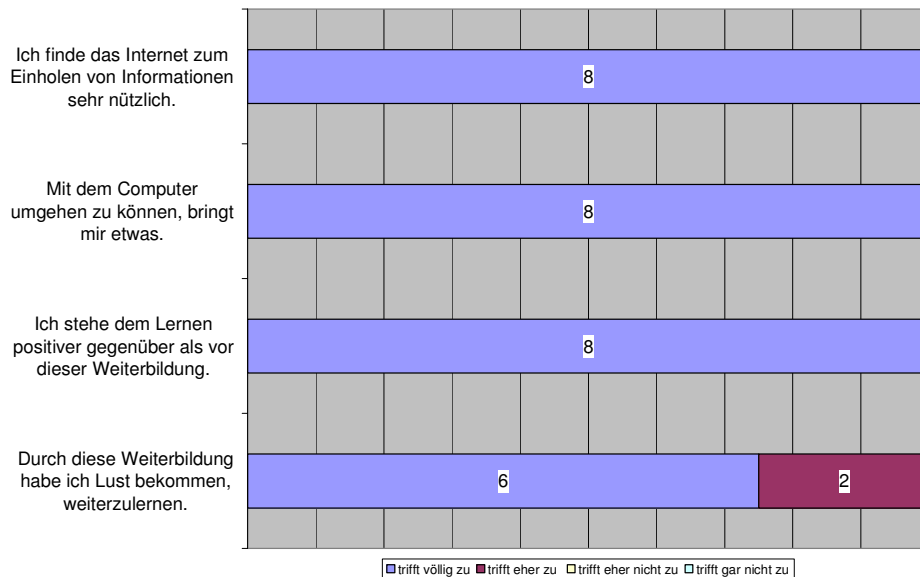 Ich finde das Internet zum
Einholen von Informationen
sehr nützlich.
8
Mit dem Computer
umgehen zu können, bringt
mir etwas.
8
Ich stehe dem Lernen
positiver gegenüber als vor
dieser Weiterbildung.
8
Durch diese Weiterbildung
habe ich Lust bekommen,
weiterzulernen.
6 2
trifft völlig zu trifft eher zu trifft eher nicht zu trifft gar nicht zu